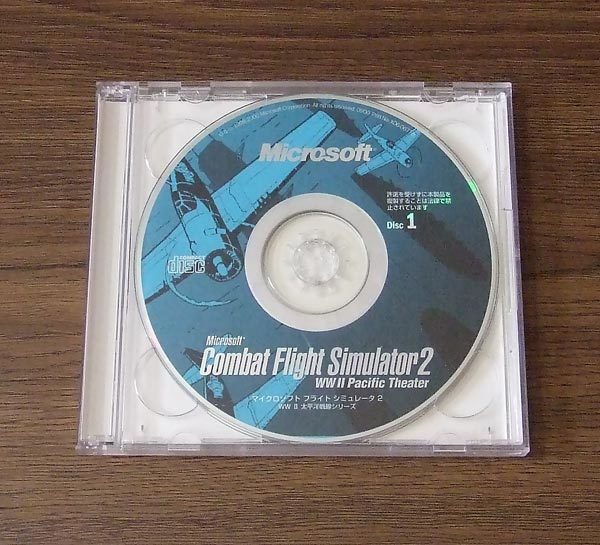 Microsoft
許諾を受けずに本製品を
複製することは法律で禁
止されています
Disc 1
COMPACT
disc
Microsoft
Combat Flight Simulator 2
WW II Pacific Theater
マイクロソフト フライト シミュレータ 2
WW II 太平洋戦線シリーズ